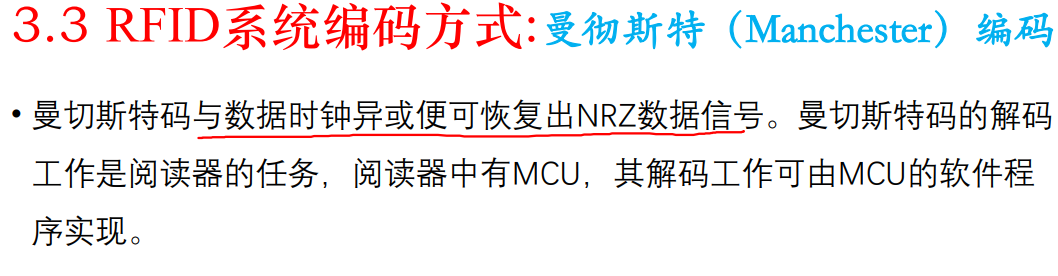 3.3 RFID系统编码方式:曼彻斯特（Manchester）编码
• 曼切斯特码与数据时钟异或便可恢复出NRZ数据信号。曼切斯特码的解码
工作是阅读器的任务，阅读器中有MCU，其解码工作可由MCU的软件程
序实现。